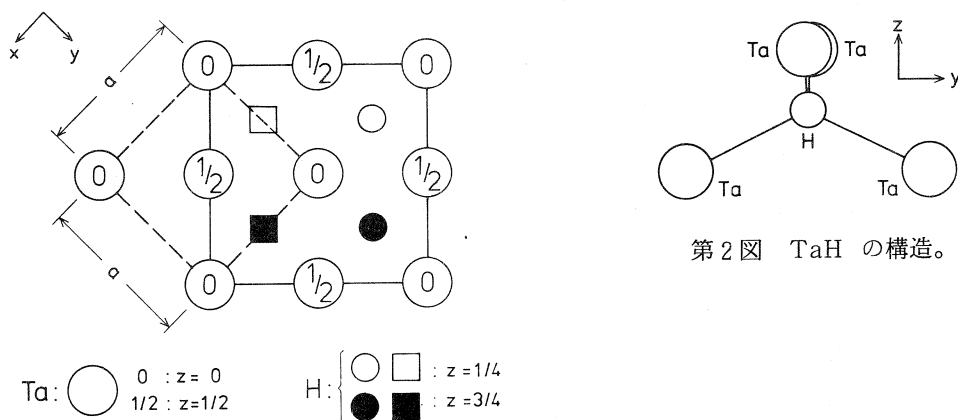 x y
a
a
0 1/2 0
1/2 0 1/2
0
0 1/2 0
Ta: 0 : z = 0
1/2 : z=1/2
H: : z = 1/4
: z = 3/4
z
y
Ta Ta
H
Ta Ta
第2図 TaH の構造。